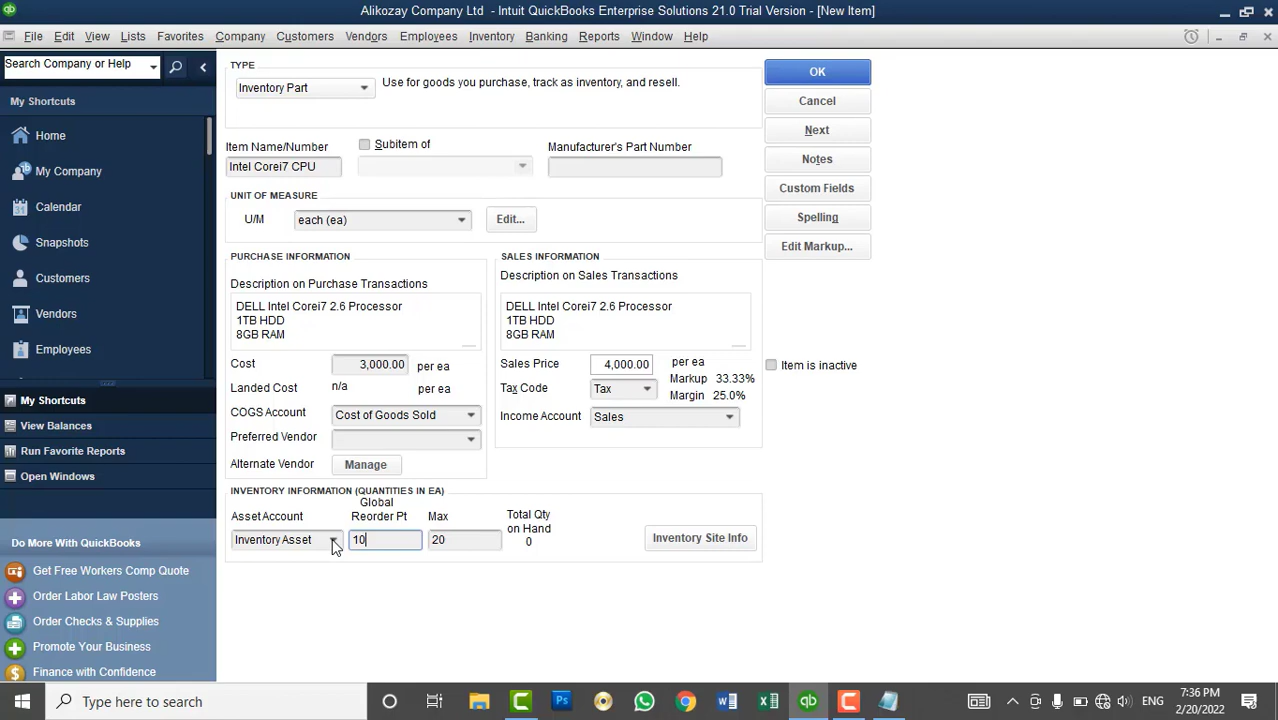 Alikozay Company Ltd - Intuit QuickBooks Enterprise Solutions 21.0 Trial Version - [New Item]
File Edit View Lists Favorites Company Customers Vendors Employees Inventory Banking Reports Window Help
Search Company or Help
My Shortcuts
Home
My Company
Calendar
Snapshots
Customers
Vendors
Employees
My Shortcuts
View Balances
Run Favorite Reports
Open Windows
Do More With QuickBooks
Get Free Workers Comp Quote
Order Labor Law Posters
Order Checks & Supplies
Promote Your Business
Finance with Confidence
TYPE
Inventory Part
Use for goods you purchase, track as inventory, and resell.
Item Name/Number
Subitem of
Manufacturer's Part Number
Intel Corei7 CPU
UNIT OF MEASURE
U/M
each (ea)
Edit...
PURCHASE INFORMATION
Description on Purchase Transactions
DELL Intel Corei7 2.6 Processor
1TB HDD
8GB RAM
Cost
3,000.00
per ea
Landed Cost
n/a
per ea
COGS Account
Cost of Goods Sold
Preferred Vendor
Alternate Vendor
Manage
SALES INFORMATION
Description on Sales Transactions
DELL Intel Corei7 2.6 Processor
1TB HDD
8GB RAM
Sales Price
4,000.00
per ea
Markup 33.33%
Tax Code
Tax
Margin 25.0%
Income Account
Sales
INVENTORY INFORMATION (QUANTITIES IN EA)
Asset Account
Global
Reorder Pt
Max
Total Qty
on Hand
Inventory Asset
10
20
0
Inventory Site Info
OK
Cancel
Next
Notes
Custom Fields
Spelling
Edit Markup...
Item is inactive
Type here to search
ENG
7:36 PM
2/20/2022